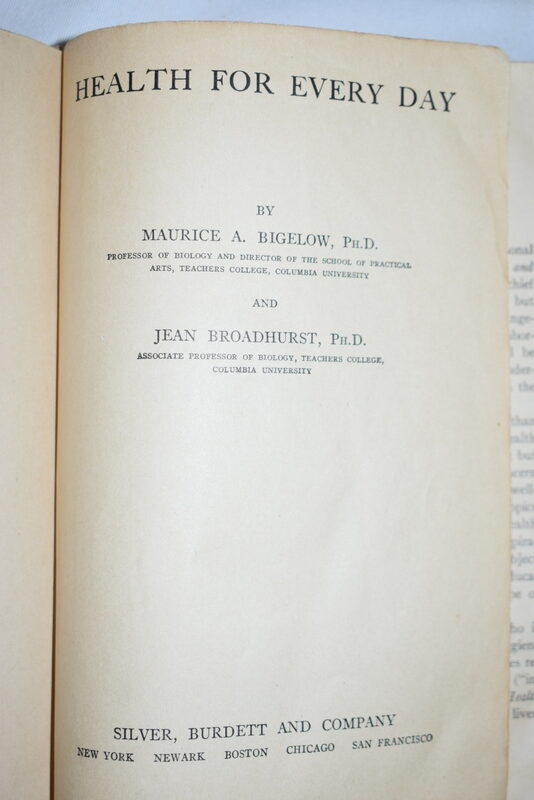 HEALTH FOR EVERY DAY
BY
MAURICE A. BIGELOW, PH.D.
PROFESSOR OF BIOLOGY AND DIRECTOR OF THE SCHOOL OF PRACTICAL
ARTS, TEACHERS COLLEGE, COLUMBIA UNIVERSITY
AND
JEAN BROADHURST, PH.D.
ASSOCIATE PROFESSOR OF BIOLOGY, TEACHERS COLLEGE,
COLUMBIA UNIVERSITY
SILVER, BURDETT AND COMPANY
NEW YORK NEWARK BOSTON CHICAGO SAN FRANCISCO